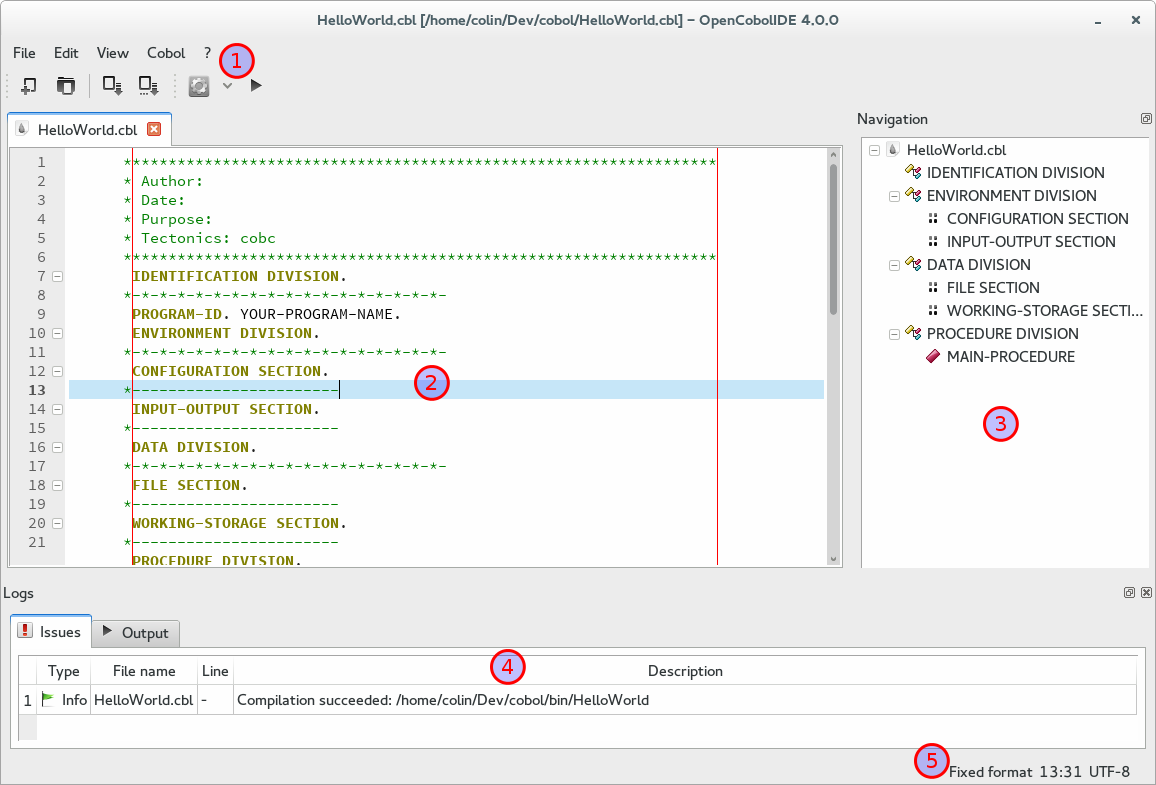 HelloWorld.cbl [/home/colin/Dev/cobol/HelloWorld.cbl] – OpenCobolIDE 4.0.0
File Edit View Cobol ?
1
HelloWorld.cbl
1 *****************************************************************
2 * Author:
3 * Date:
4 * Purpose:
5 * Tectonics: cobc
6 *****************************************************************
7 IDENTIFICATION DIVISION.
8 *-*-*-*-*-*-*-*-*-*-*-*-*-*-*-*-*-*-
9 PROGRAM-ID. YOUR-PROGRAM-NAME.
10 ENVIRONMENT DIVISION.
11 *-*-*-*-*-*-*-*-*-*-*-*-*-*-*-*-*-*-
12 CONFIGURATION SECTION.
13 *-----------------------
2
14 INPUT-OUTPUT SECTION.
15 *-----------------------
16 DATA DIVISION.
17 *-*-*-*-*-*-*-*-*-*-*-*-*-*-*-*-*-*-
18 FILE SECTION.
19 *-----------------------
20 WORKING-STORAGE SECTION.
21 *-----------------------
PROCEDURE DIVISION.
Navigation
HelloWorld.cbl
IDENTIFICATION DIVISION
ENVIRONMENT DIVISION
CONFIGURATION SECTION
INPUT-OUTPUT SECTION
DATA DIVISION
FILE SECTION
WORKING-STORAGE SECTI...
PROCEDURE DIVISION
MAIN-PROCEDURE
3
Logs
Issues Output
Type File name Line Description
4
1 Info HelloWorld.cbl - Compilation succeeded: /home/colin/Dev/cobol/bin/HelloWorld
5
Fixed format 13:31 UTF-8